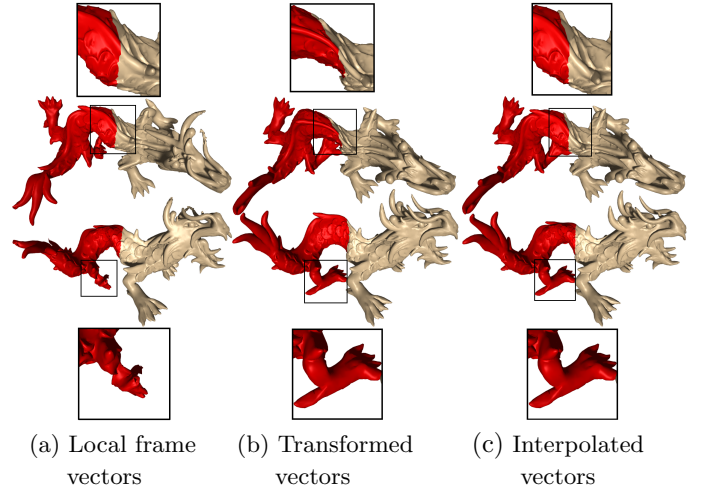 (a) Local frame vectors
(b) Transformed vectors
(c) Interpolated vectors